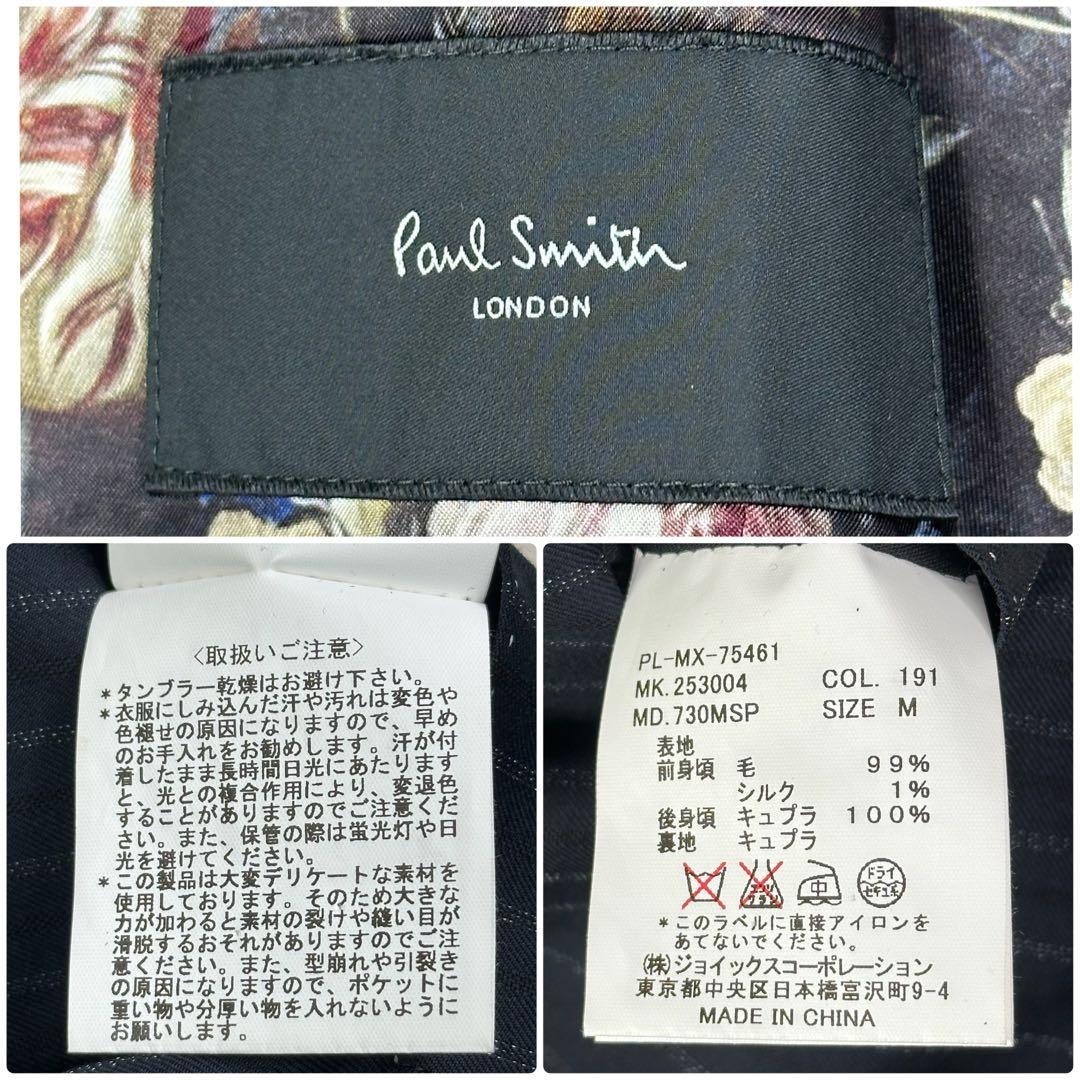 Paul Smith
LONDON
〈取扱いご注意〉
*タンブラー乾燥はお避け下さい。
*衣服にしみ込んだ汗や汚れは変色や
色褪せの原因になりますので、早め
のお手入れをお勧めします。汗が付
着したまま長時間日光にあたります
と、光との複合作用により、変退色
することがありますのでご注意くだ
さい。また、保管の際は蛍光灯や日
光を避けてください。
*この製品は大変デリケートな素材を
使用しております。そのため大きな
力が加わると素材の裂けや縫い目が
滑脱するおそれがありますのでご注
意ください。また、型崩れや引裂き
の原因になりますので、ポケットに
重い物や分厚い物を入れないように
お願いします。
PL-MX-75461
MK.253004 COL. 191
MD.730MSP SIZE M
表地
前身頃 毛 99%
シルク 1%
後身頃 キュプラ 100%
裏地 キュプラ
エンソサラシ 中 ドライ セキユ系
*このラベルに直接アイロンを
あてないでください。
㈱ジョイックスコーポレーション
東京都中央区日本橋富沢町9-4
MADE IN CHINA